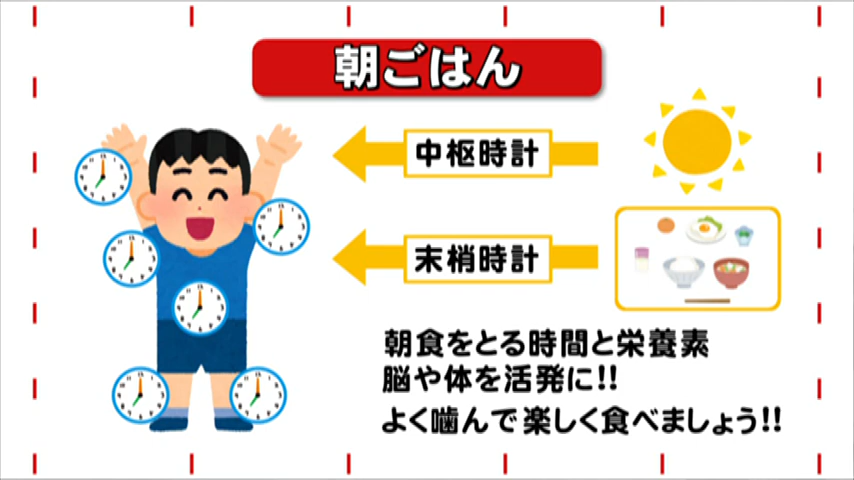 朝ごはん
中枢時計
末梢時計
朝食をとる時間と栄養素
脳や体を活発に!!
よく噛んで楽しく食べましょう!!